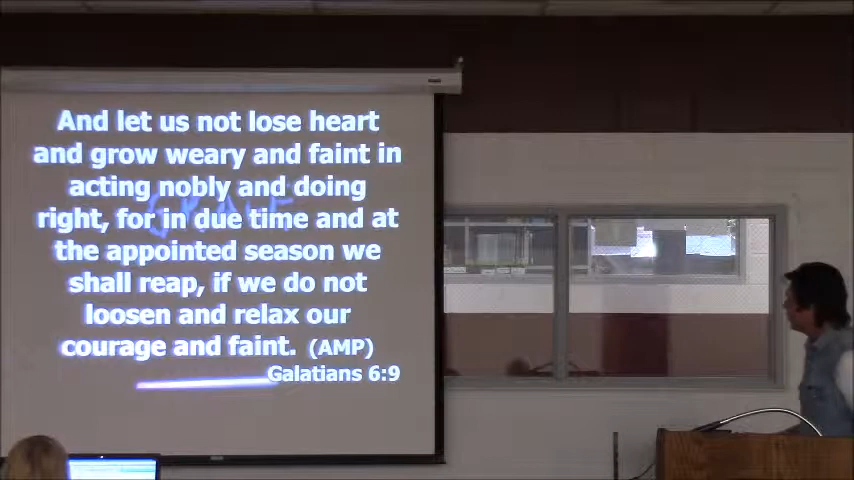 And let us not lose heart
and grow weary and faint in
acting nobly and doing
right, for in due time and at
the appointed season we
shall reap, if we do not
loosen and relax our
courage and faint. (AMP)
Galatians 6:9